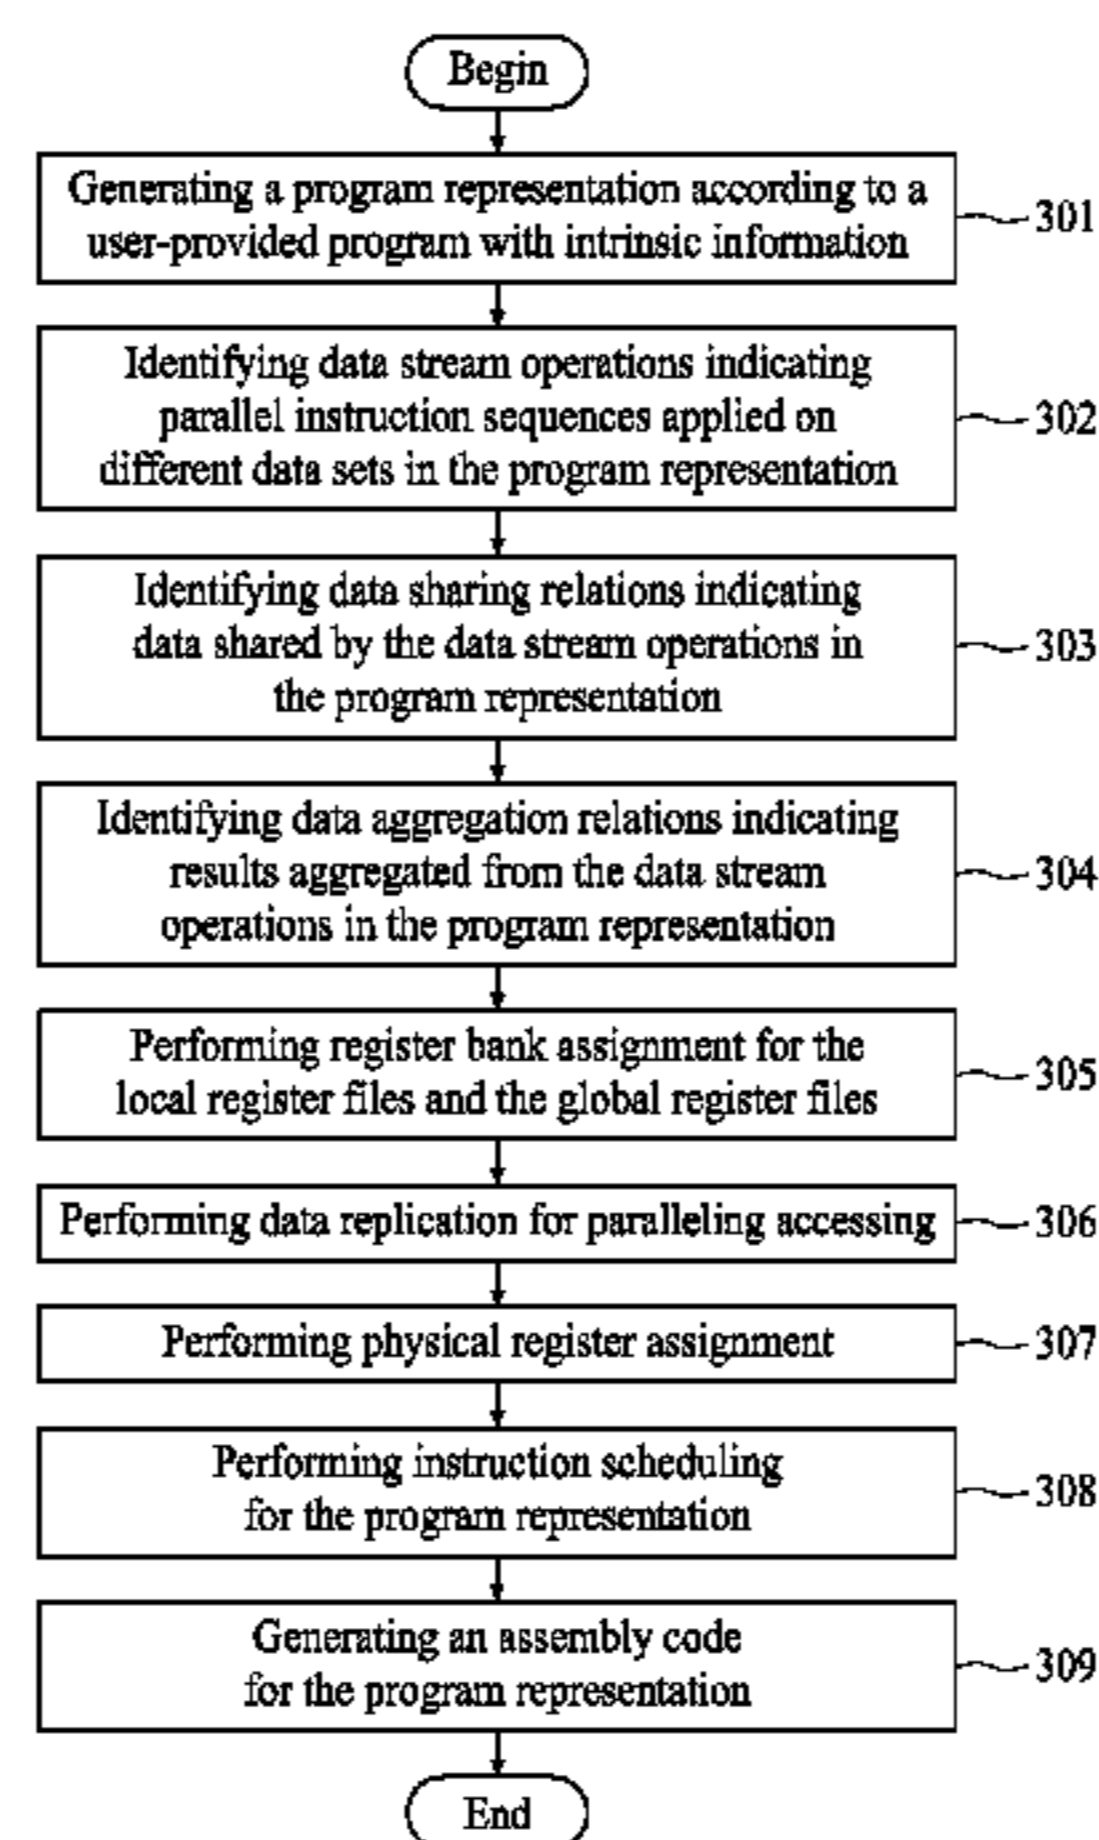 Begin
Generating a program representation according to a
user-provided program with intrinsic information
301
Identifying data stream operations indicating
parallel instruction sequences applied on
different data sets in the program representation
302
Identifying data sharing relations indicating
data shared by the data stream operations in
the program representation
303
Identifying data aggregation relations indicating
results aggregated from the data stream
operations in the program representation
304
Performing register bank assignment for the
local register files and the global register files
305
Performing data replication for paralleling accessing
306
Performing physical register assignment
307
Performing instruction scheduling
for the program representation
308
Generating an assembly code
for the program representation
309
End